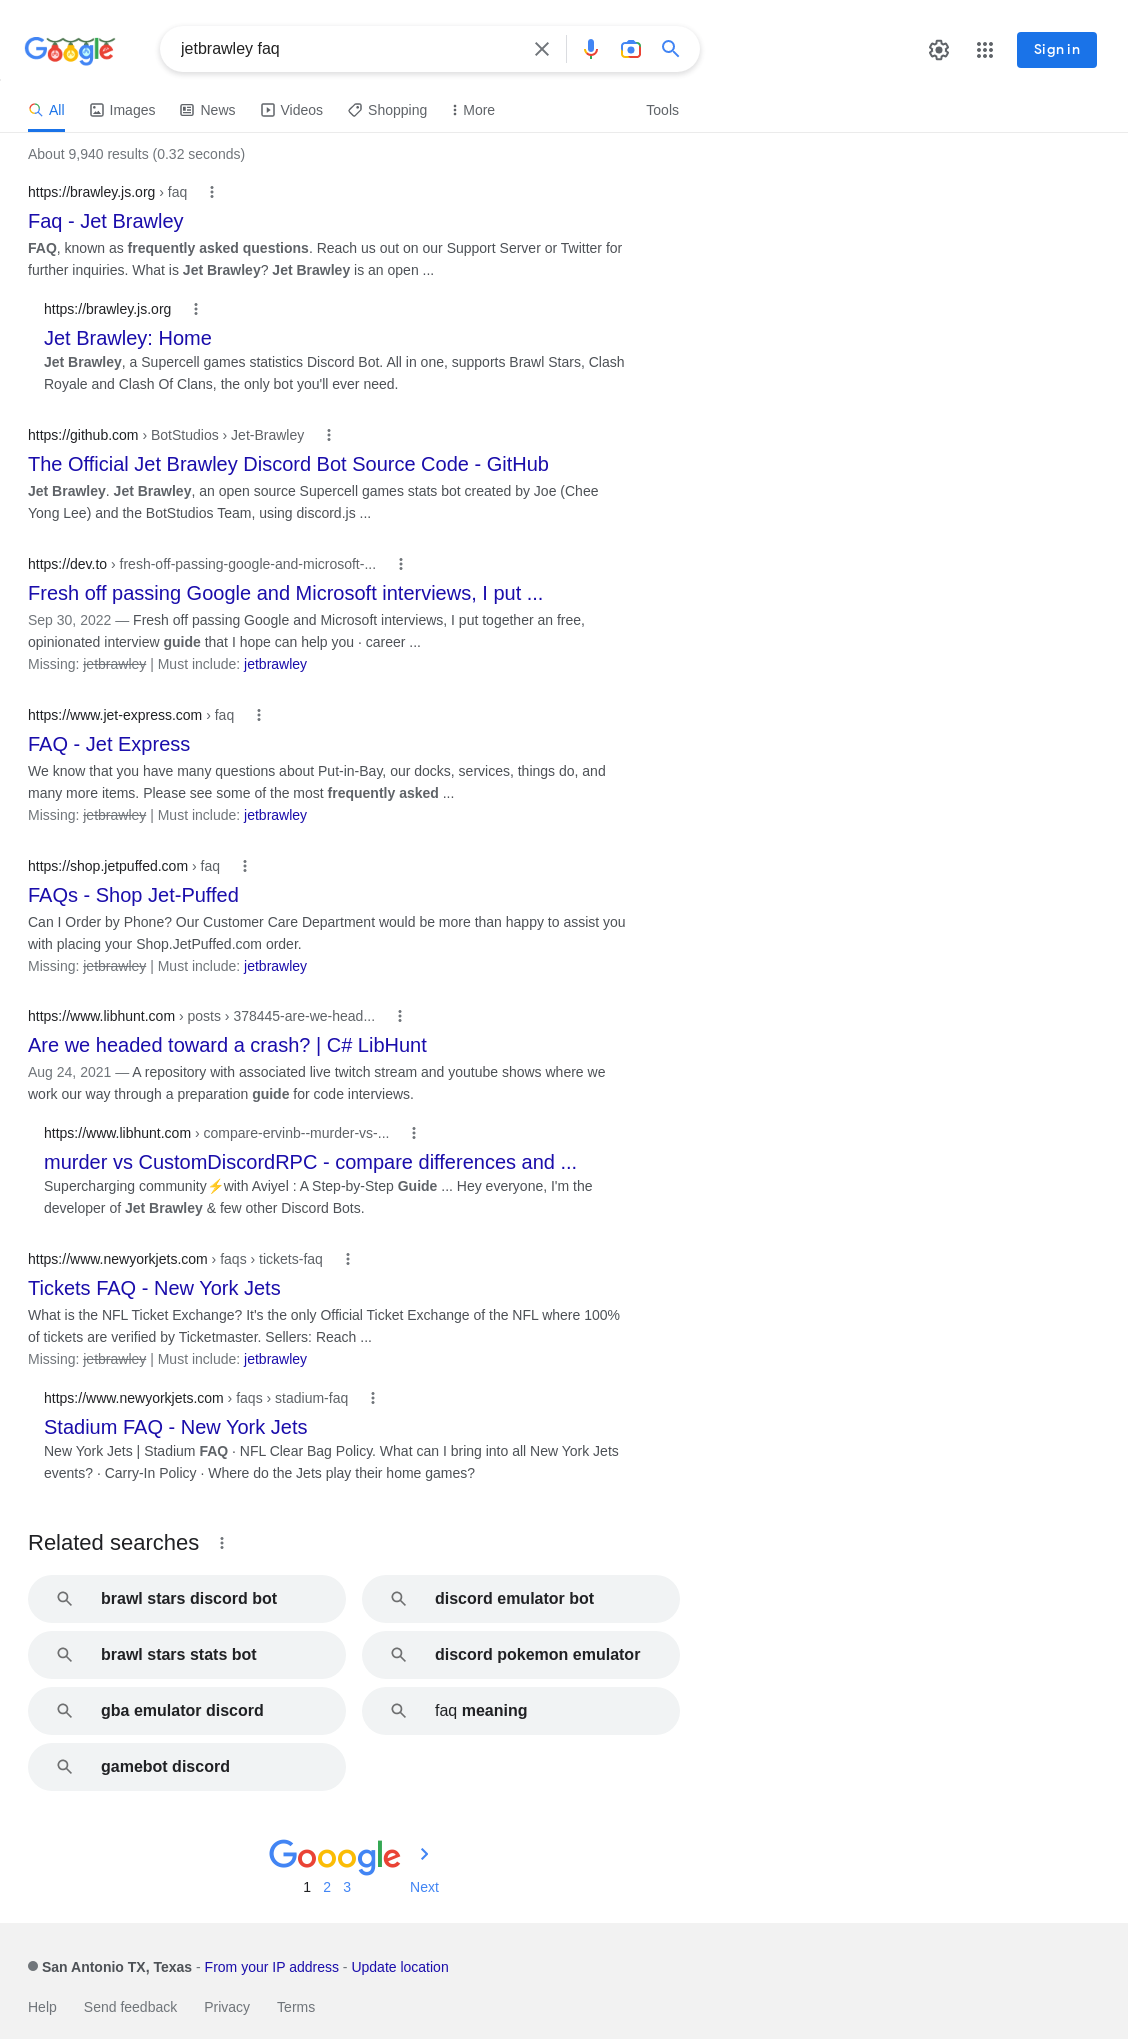 Google
jetbrawley faq
Sign in
All Images News Videos Shopping More Tools
About 9,940 results (0.32 seconds)
https://brawley.js.org › faq
Faq - Jet Brawley
FAQ, known as frequently asked questions. Reach us out on our Support Server or Twitter for
further inquiries. What is Jet Brawley? Jet Brawley is an open ...
https://brawley.js.org
Jet Brawley: Home
Jet Brawley, a Supercell games statistics Discord Bot. All in one, supports Brawl Stars, Clash
Royale and Clash Of Clans, the only bot you'll ever need.
https://github.com › BotStudios › Jet-Brawley
The Official Jet Brawley Discord Bot Source Code - GitHub
Jet Brawley. Jet Brawley, an open source Supercell games stats bot created by Joe (Chee
Yong Lee) and the BotStudios Team, using discord.js ...
https://dev.to › fresh-off-passing-google-and-microsoft-...
Fresh off passing Google and Microsoft interviews, I put ...
Sep 30, 2022 — Fresh off passing Google and Microsoft interviews, I put together an free,
opinionated interview guide that I hope can help you · career ...
Missing: jetbrawley | Must include: jetbrawley
https://www.jet-express.com › faq
FAQ - Jet Express
We know that you have many questions about Put-in-Bay, our docks, services, things do, and
many more items. Please see some of the most frequently asked ...
Missing: jetbrawley | Must include: jetbrawley
https://shop.jetpuffed.com › faq
FAQs - Shop Jet-Puffed
Can I Order by Phone? Our Customer Care Department would be more than happy to assist you
with placing your Shop.JetPuffed.com order.
Missing: jetbrawley | Must include: jetbrawley
https://www.libhunt.com › posts › 378445-are-we-head...
Are we headed toward a crash? | C# LibHunt
Aug 24, 2021 — A repository with associated live twitch stream and youtube shows where we
work our way through a preparation guide for code interviews.
https://www.libhunt.com › compare-ervinb--murder-vs-...
murder vs CustomDiscordRPC - compare differences and ...
Supercharging community⚡with Aviyel : A Step-by-Step Guide ... Hey everyone, I'm the
developer of Jet Brawley & few other Discord Bots.
https://www.newyorkjets.com › faqs › tickets-faq
Tickets FAQ - New York Jets
What is the NFL Ticket Exchange? It's the only Official Ticket Exchange of the NFL where 100%
of tickets are verified by Ticketmaster. Sellers: Reach ...
Missing: jetbrawley | Must include: jetbrawley
https://www.newyorkjets.com › faqs › stadium-faq
Stadium FAQ - New York Jets
New York Jets | Stadium FAQ · NFL Clear Bag Policy. What can I bring into all New York Jets
events? · Carry-In Policy · Where do the Jets play their home games?
Related searches
brawl stars discord bot discord emulator bot
brawl stars stats bot discord pokemon emulator
gba emulator discord faq meaning
gamebot discord
Gooogle
1 2 3 Next
San Antonio TX, Texas - From your IP address - Update location
Help Send feedback Privacy Terms